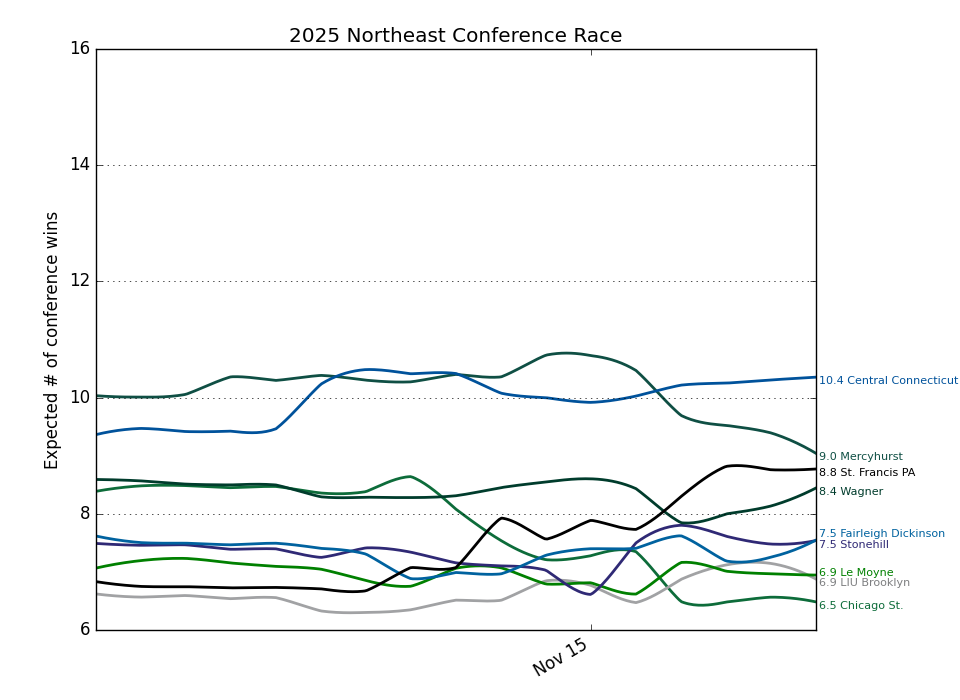 2025 Northeast Conference Race
16
14
12
10
8
6
Expected # of conference wins
Nov 15
10.4 Central Connecticut
9.0 Mercyhurst
8.8 St. Francis PA
8.4 Wagner
7.5 Fairleigh Dickinson
7.5 Stonehill
6.9 Le Moyne
6.9 LIU Brooklyn
6.5 Chicago St.